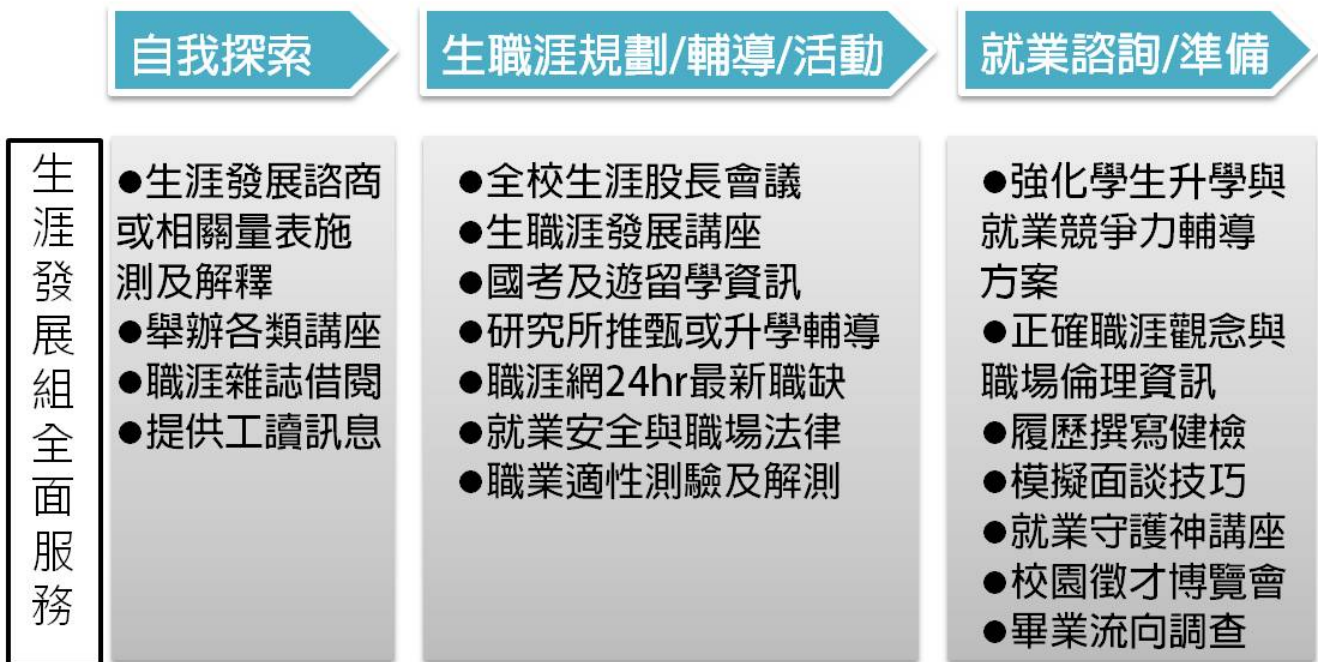 自我探索
生職涯規劃/輔導/活動
就業諮詢/準備
生涯發展組全面服務
●生涯發展諮商
或相關量表施
測及解釋
●舉辦各類講座
●職涯雜誌借閱
●提供工讀訊息
●全校生涯股長會議
●生職涯發展講座
●國考及遊留學資訊
●研究所推甄或升學輔導
●職涯網24hr最新職缺
●就業安全與職場法律
●職業適性測驗及解測
●強化學生升學與
就業競爭力輔導
方案
●正確職涯觀念與
職場倫理資訊
●履歷撰寫健檢
●模擬面談技巧
●就業守護神講座
●校園徵才博覽會
●畢業流向調查